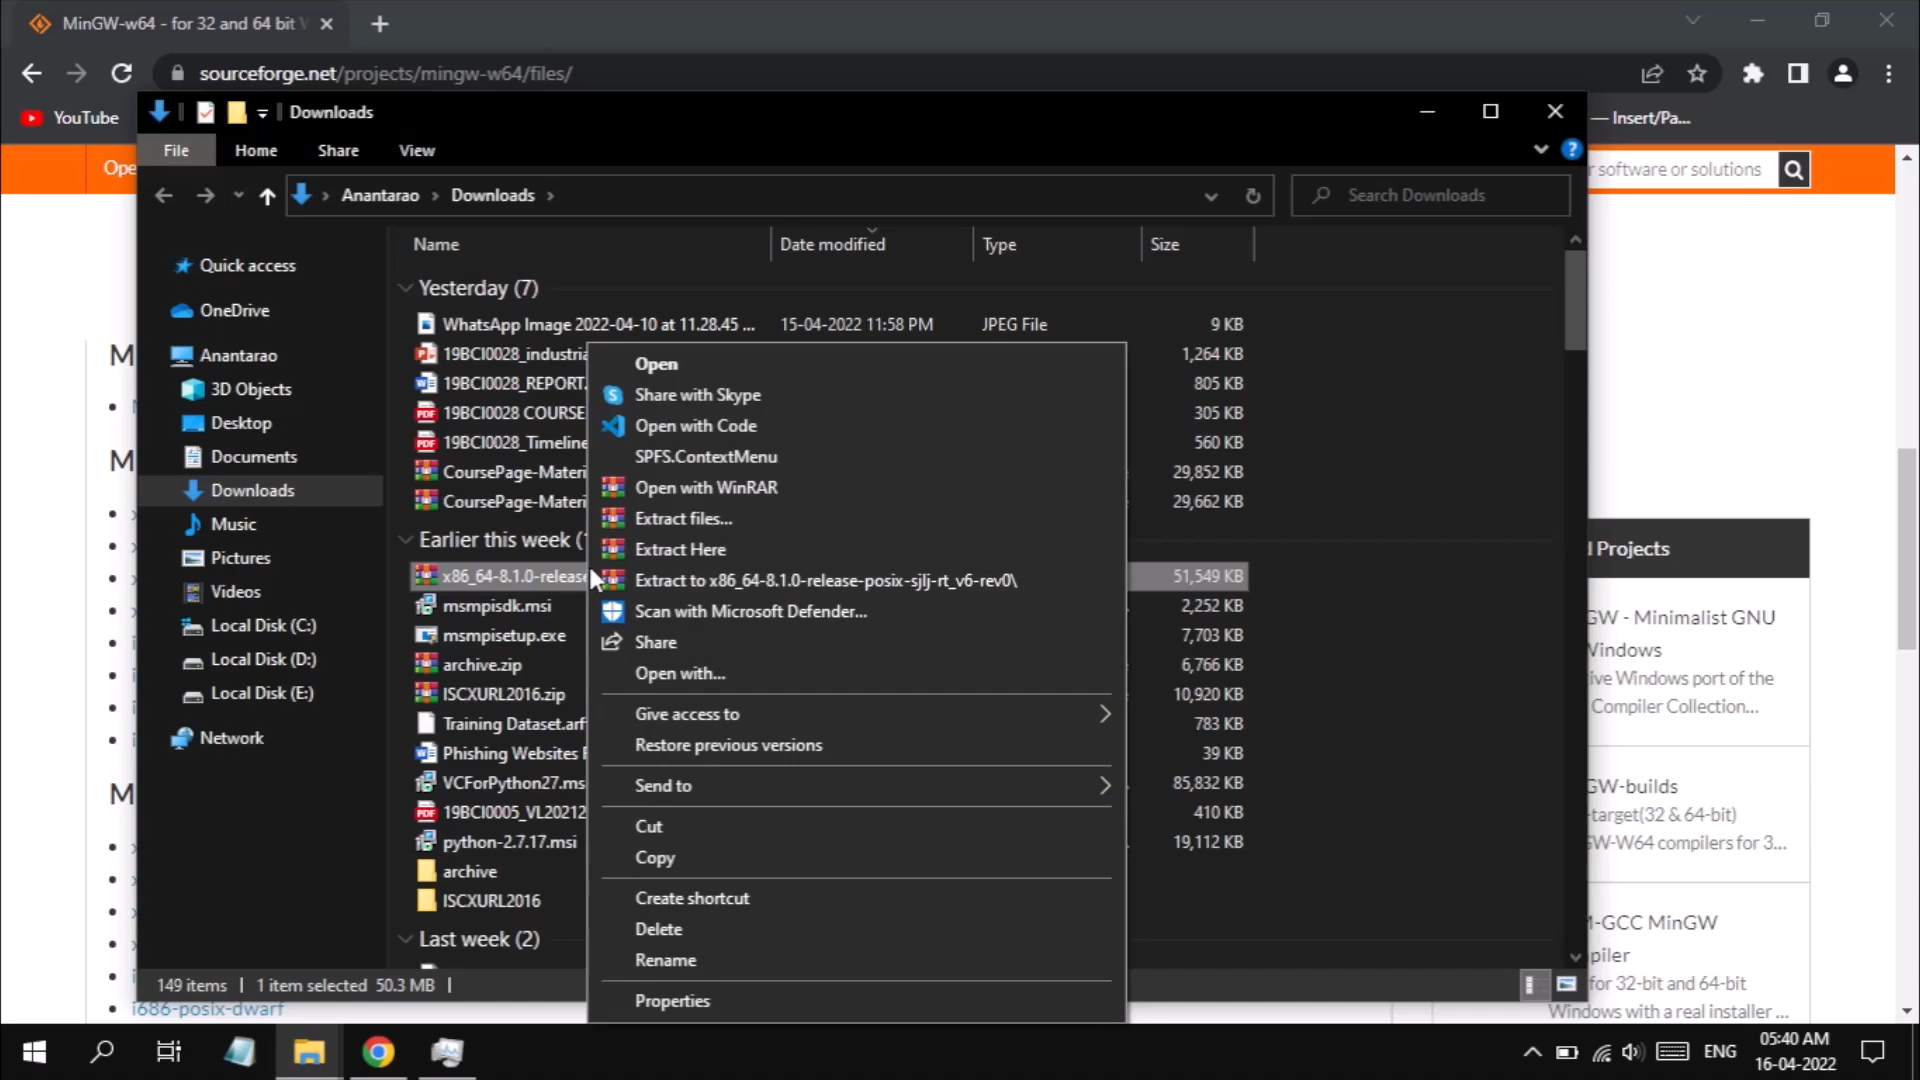 MinGW-w64 - for 32 and 64 bit
sourceforge.net/projects/mingw-w64/files/
YouTube
— Insert/Pa...
Downloads
File Home Share View
Ope
software or solutions
Anantarao Downloads
Search Downloads
Name Date modified Type Size
Quick access
OneDrive
Anantarao
3D Objects
Desktop
Documents
Downloads
Music
Pictures
Videos
Local Disk (C:)
Local Disk (D:)
Local Disk (E:)
Network
Yesterday (7)
WhatsApp Image 2022-04-10 at 11.28.45 ... 15-04-2022 11:58 PM JPEG File 9 KB
19BCI0028_industria 1,264 KB
19BCI0028_REPORT. 805 KB
19BCI0028 COURSE 305 KB
19BCI0028_Timeline 560 KB
CoursePage-Materi 29,852 KB
CoursePage-Materi 29,662 KB
Earlier this week (
x86_64-8.1.0-release 51,549 KB
msmpisdk.msi 2,252 KB
msmpisetup.exe 7,703 KB
archive.zip 6,766 KB
ISCXURL2016.zip 10,920 KB
Training Dataset.arf 783 KB
Phishing Websites 39 KB
VCForPython27.ms 85,832 KB
19BCI0005_VL20212 410 KB
python-2.7.17.msi 19,112 KB
archive
ISCXURL2016
Last week (2)
Open
Share with Skype
Open with Code
SPFS.ContextMenu
Open with WinRAR
Extract files...
Extract Here
Extract to x86_64-8.1.0-release-posix-sjlj-rt_v6-rev0\
Scan with Microsoft Defender...
Share
Open with...
Give access to
Restore previous versions
Send to
Cut
Copy
Create shortcut
Delete
Rename
Properties
149 items 1 item selected 50.3 MB
M
M
M
i686-posix-dwarf
l Projects
GW - Minimalist GNU
Windows
ive Windows port of the
Compiler Collection...
GW-builds
-target(32 & 64-bit)
GW-W64 compilers for 3...
M-GCC MinGW
piler
for 32-bit and 64-bit
Windows with a real installer ...
ENG
05:40 AM
16-04-2022